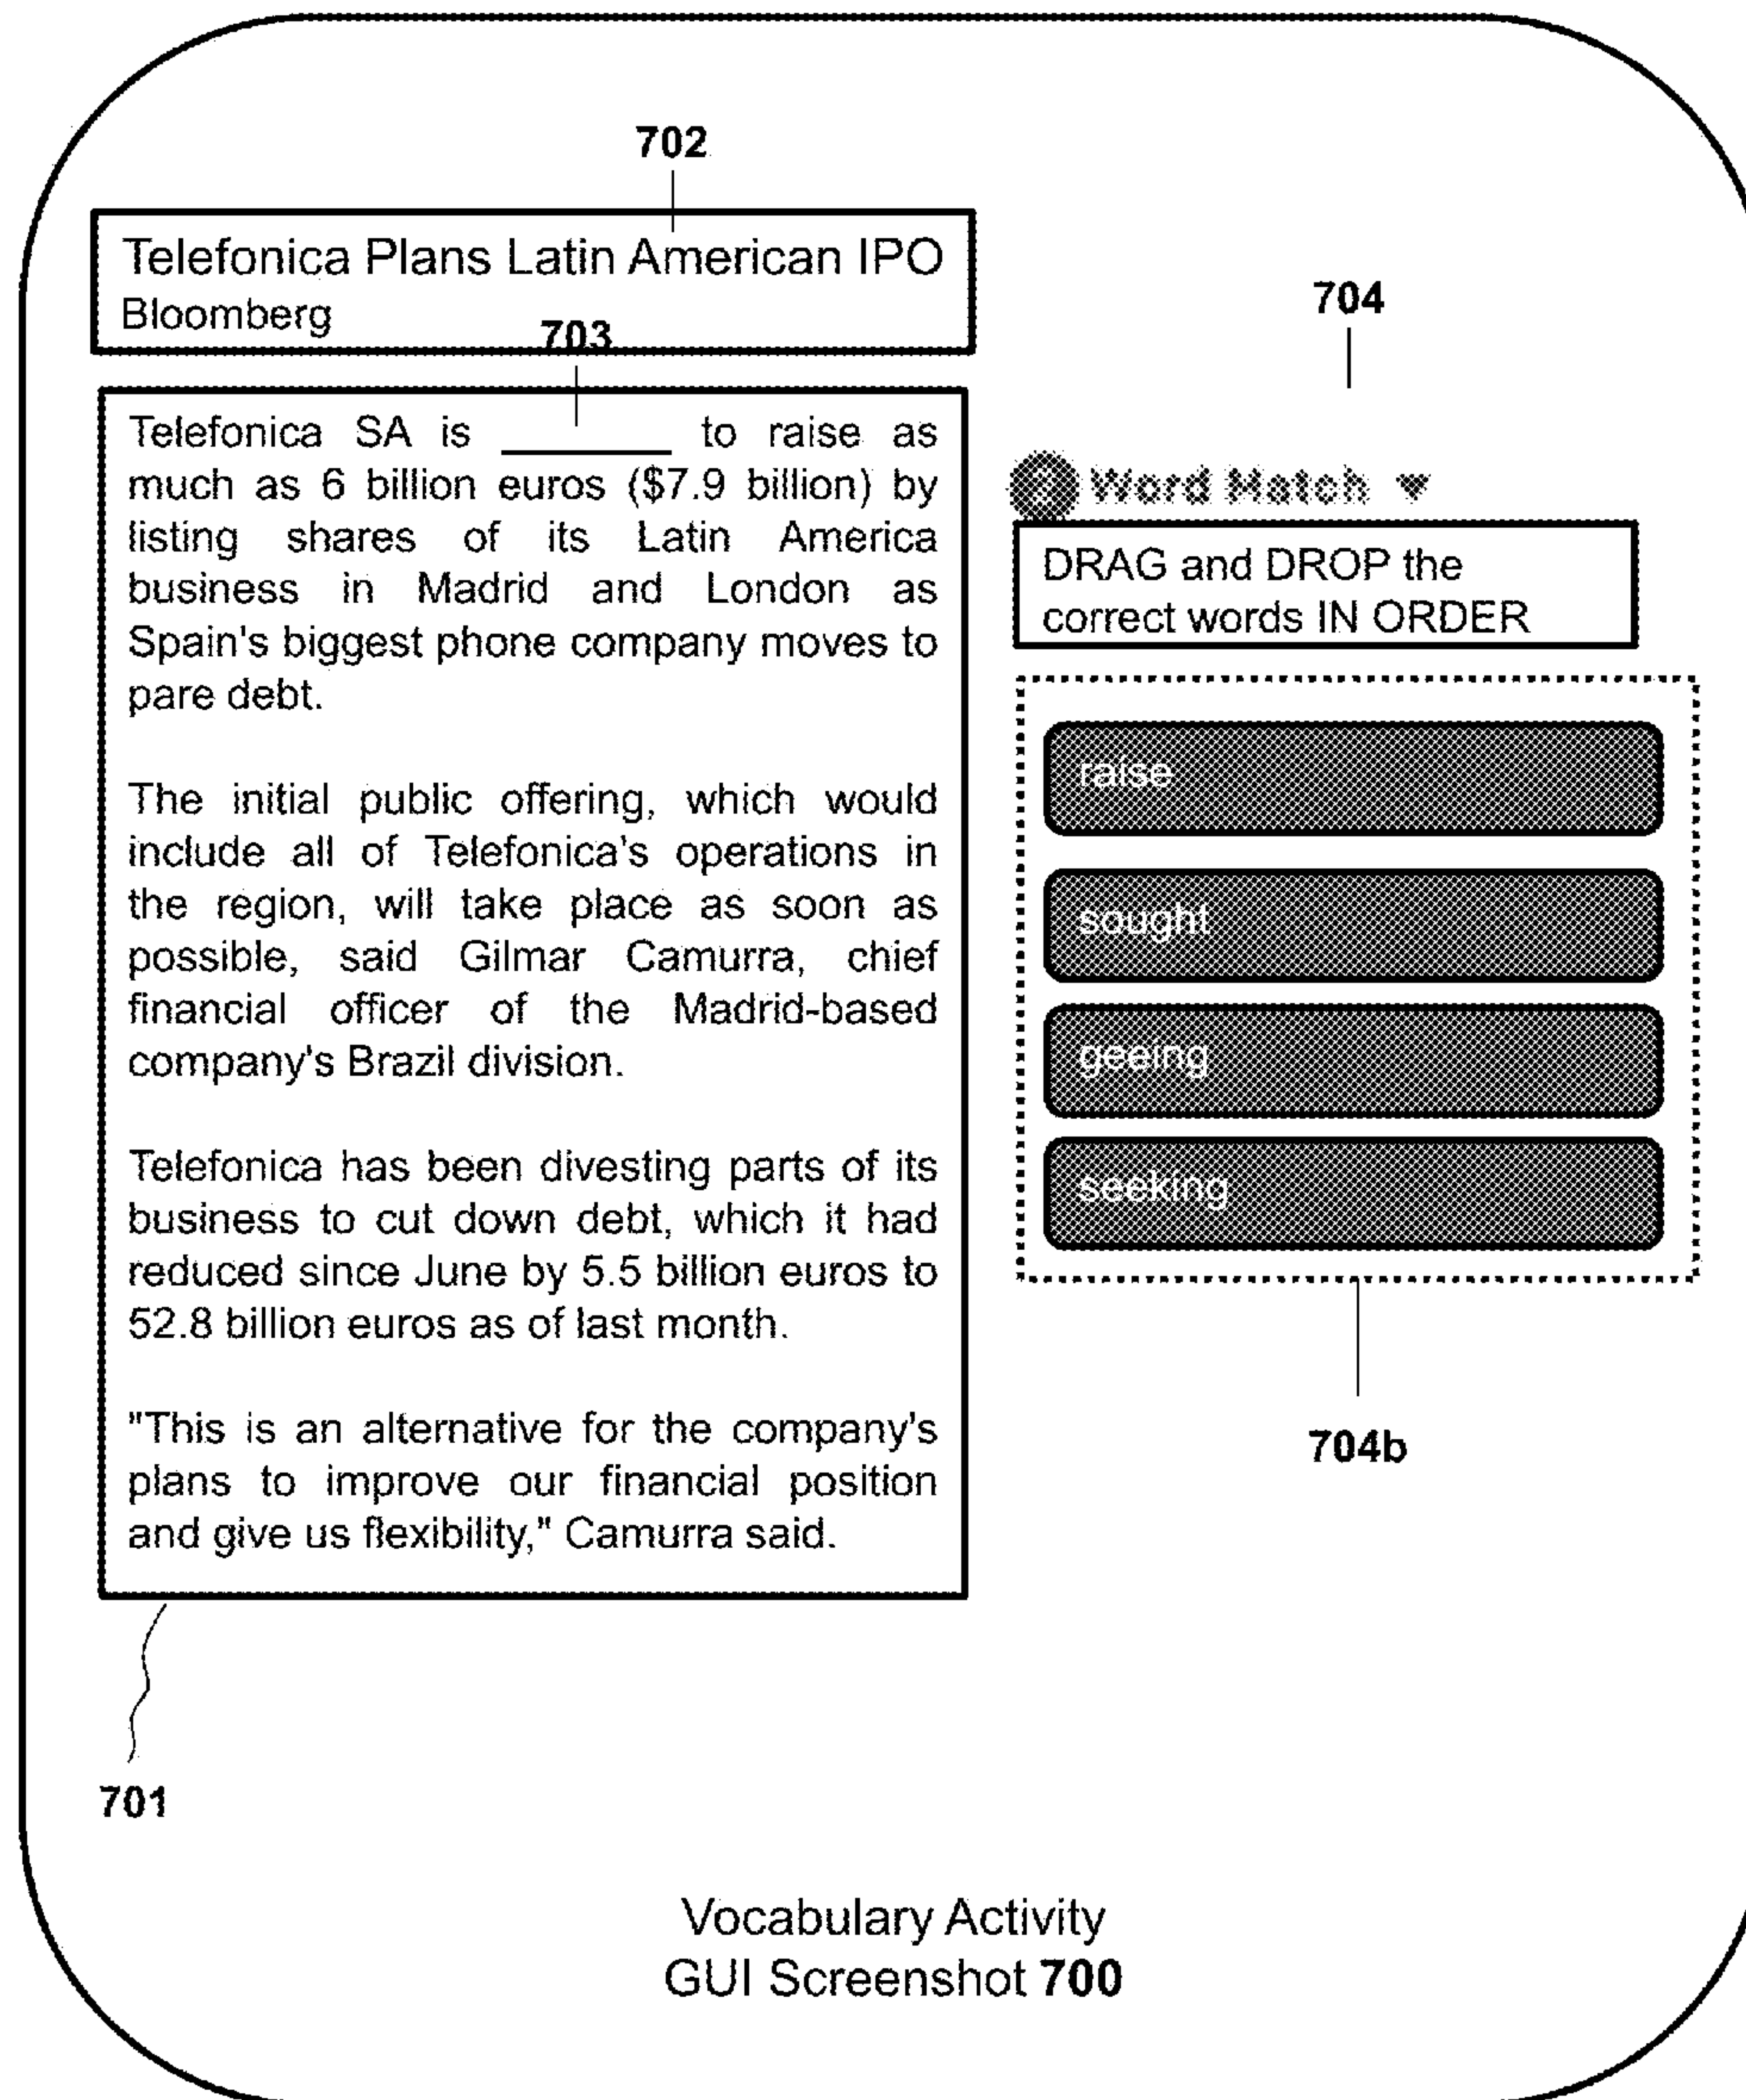 702
Telefonica Plans Latin American IPO
Bloomberg
703
Telefonica SA is ________ to raise as
much as 6 billion euros ($7.9 billion) by
listing shares of its Latin America
business in Madrid and London as
Spain's biggest phone company moves to
pare debt.
The initial public offering, which would
include all of Telefonica's operations in
the region, will take place as soon as
possible, said Gilmar Camurra, chief
financial officer of the Madrid-based
company's Brazil division.
Telefonica has been divesting parts of its
business to cut down debt, which it had
reduced since June by 5.5 billion euros to
52.8 billion euros as of last month.
"This is an alternative for the company's
plans to improve our financial position
and give us flexibility," Camurra said.
701
704
Word Match
DRAG and DROP the
correct words IN ORDER
raise
sought
geeing
seeking
704b
Vocabulary Activity
GUI Screenshot 700